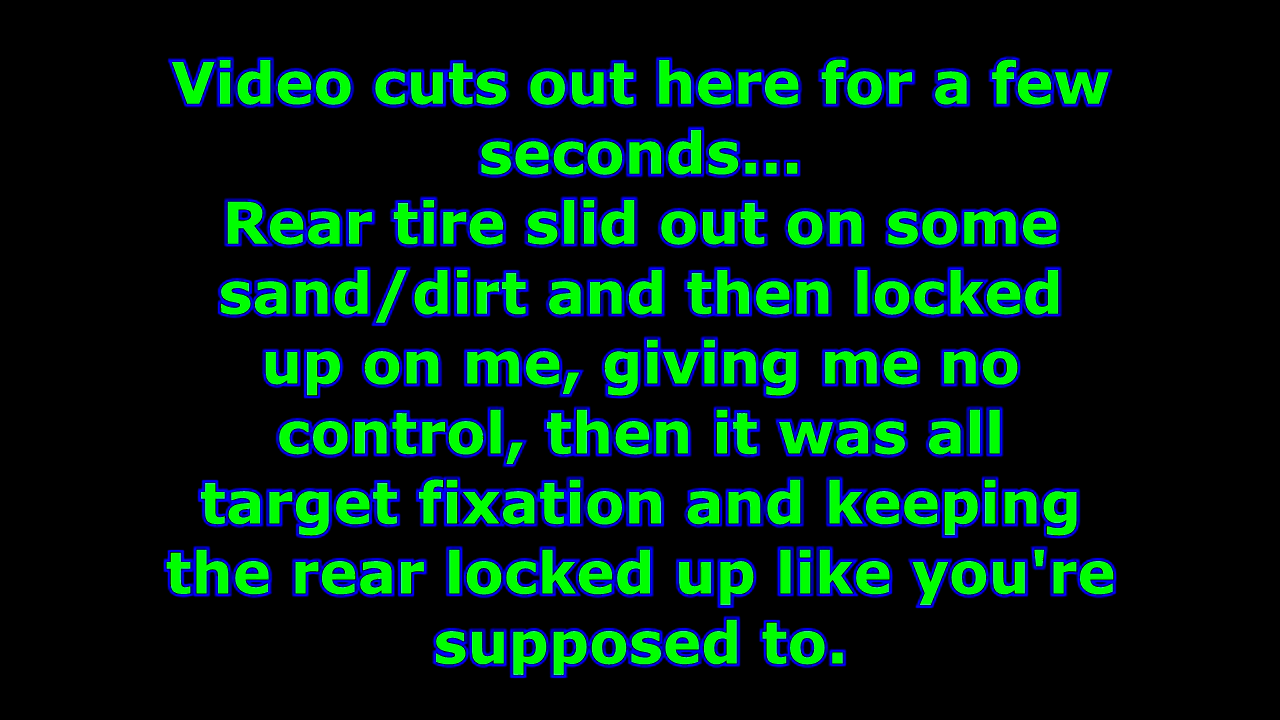 Video cuts out here for a few
seconds...
Rear tire slid out on some
sand/dirt and then locked
up on me, giving me no
control, then it was all
target fixation and keeping
the rear locked up like you're
supposed to.